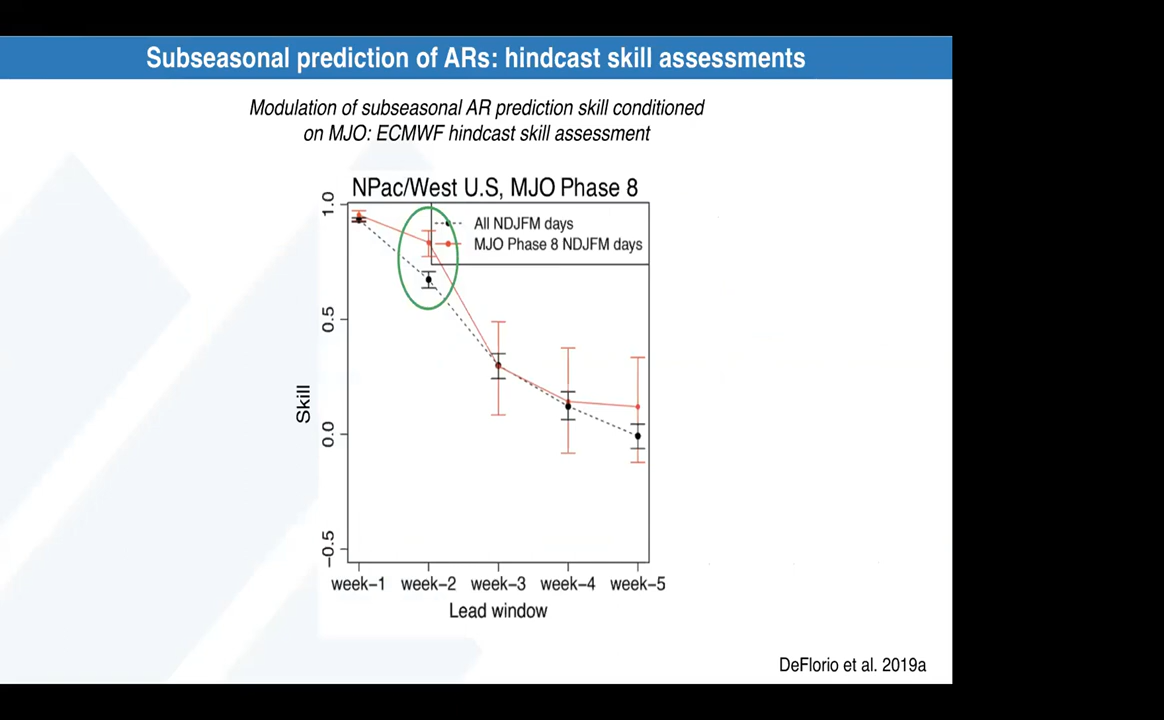 Subseasonal prediction of ARs: hindcast skill assessments
Modulation of subseasonal AR prediction skill conditioned
on MJO: ECMWF hindcast skill assessment
NPac/West U.S, MJO Phase 8
All NDJFM days
MJO Phase 8 NDJFM days
1.0
0.5
0.0
−0.5
Skill
week−1 week−2 week−3 week−4 week−5
Lead window
DeFlorio et al. 2019a